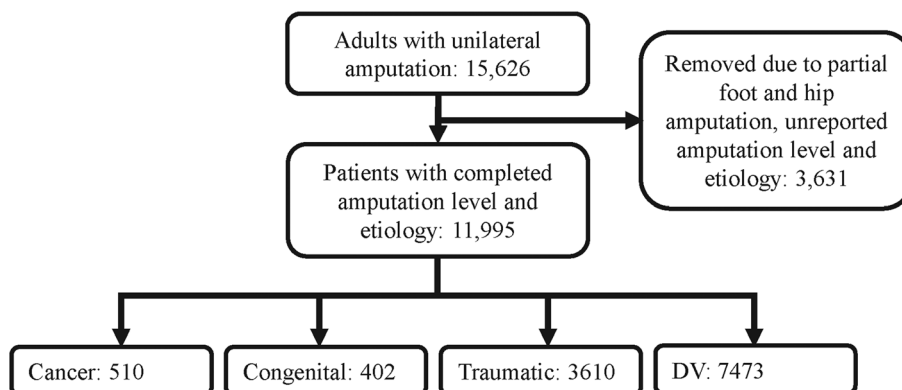 Adults with unilateral
amputation: 15,626
Removed due to partial
foot and hip
amputation, unreported
amputation level and
etiology: 3,631
Patients with completed
amputation level and
etiology: 11,995
Cancer: 510
Congenital: 402
Traumatic: 3610
DV: 7473